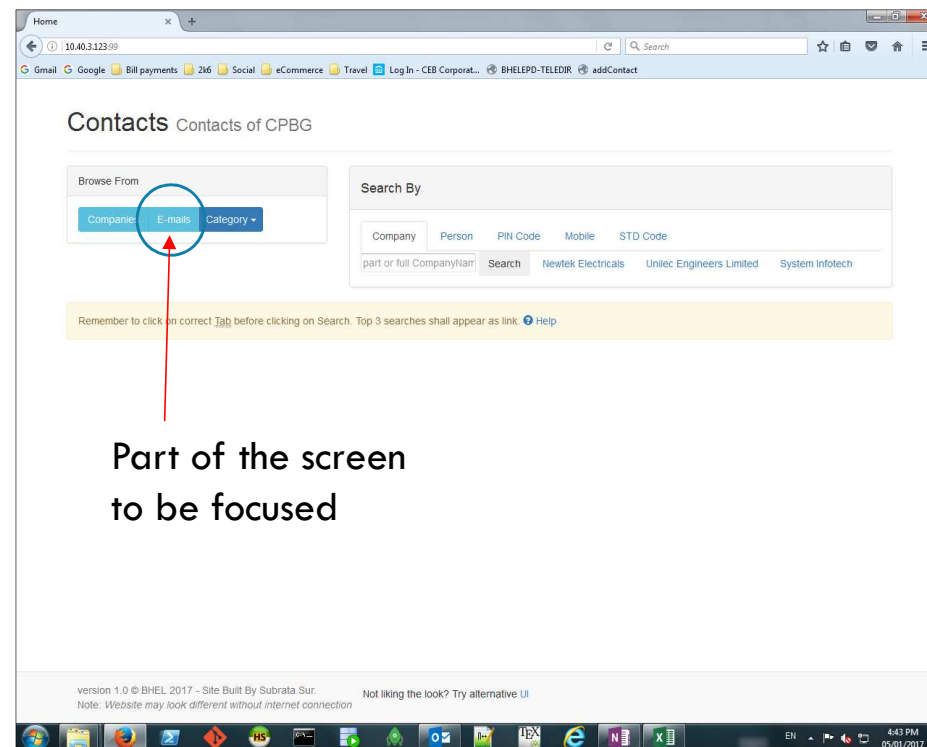 Home
10.40.3.123:99
Search
Gmail Google Bill payments 2k6 Social eCommerce Travel Log In - CEB Corporat... BHELEPD-TELEDIR addContact
Contacts Contacts of CPBG
Browse From
Companies E-mails Category
Search By
Company Person PIN Code Mobile STD Code
part or full CompanyNam Search Newtek Electricals Unilec Engineers Limited System Infotech
Remember to click on correct Tab before clicking on Search. Top 3 searches shall appear as link. Help
Part of the screen
to be focused
version 1.0 © BHEL 2017 - Site Built By Subrata Sur.
Note: Website may look different without internet connection
Not liking the look? Try alternative UI
HS TEX EN 4:43 PM
05/01/2017